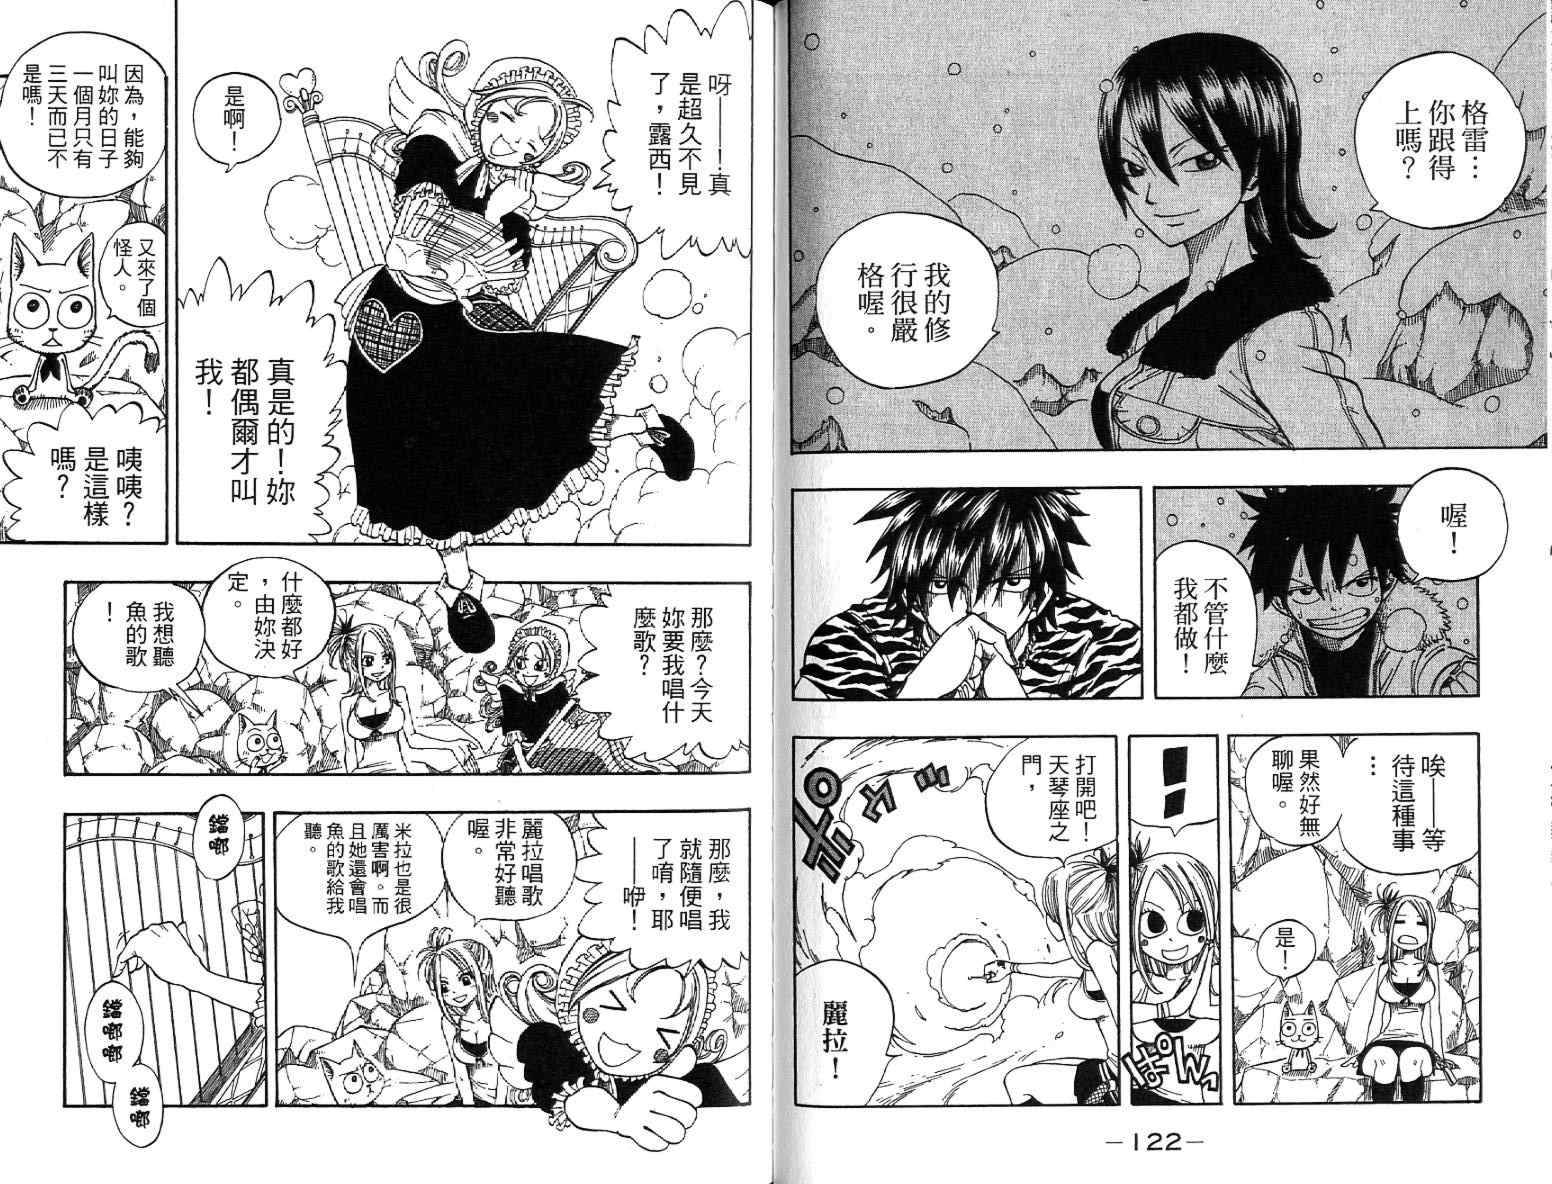 格雷…
你跟得
上嗎？
我的修
行很嚴
格喔。
喔！
不管什麼
我都做！
唉——等
待這種事
…
果然好無
聊喔。
是！
！！
ぽんっ
打開吧！
天琴座之
門，
麗拉！
呀——！真
是超久不見
了，露西！
是啊！
真是的！妳
都偶爾才叫
我！
因為，能夠
叫妳的日子
一個月只有
三天而已不
是嗎！
又來了個
怪人。
咦咦？
是這樣
嗎？
那麼？今天
妳要我唱什
麼歌？
什麼都好
，由妳決
定。
我想聽
魚的歌
！
那麼，我
就隨便唱
了唷，耶
——咿！
麗拉唱歌
非常好聽
喔。
米拉也是很
厲害啊。而
且她還會唱
魚的歌給我
聽。
鐺啷
鐺啷啷
鐺啷
－122－